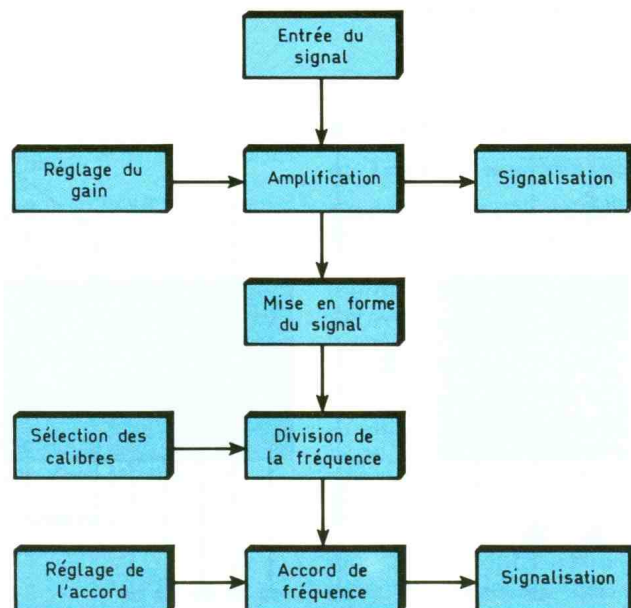 Entrée du
signal
Réglage du
gain
Amplification
Signalisation
Mise en forme
du signal
Sélection des
calibres
Division de
la fréquence
Réglage de
l'accord
Accord de
fréquence
Signalisation